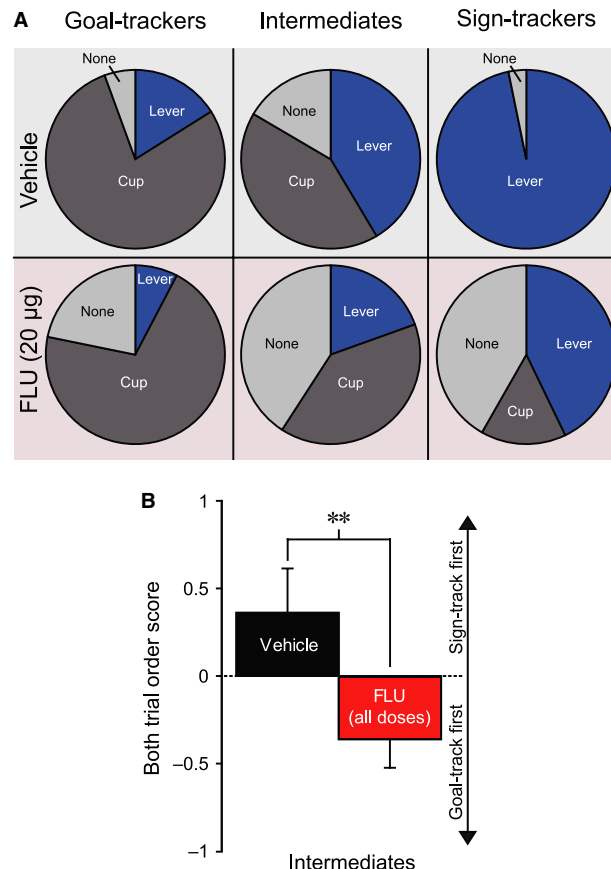 A
Goal-trackers
Intermediates
Sign-trackers
Vehicle
None
Lever
Cup
None
Lever
Cup
None
Lever
FLU (20 µg)
None
Lever
Cup
None
Lever
Cup
None
Lever
Cup
B
Both trial order score
1
0.5
0
−0.5
−1
**
Vehicle
FLU
(all doses)
Sign-track first
Goal-track first
Intermediates